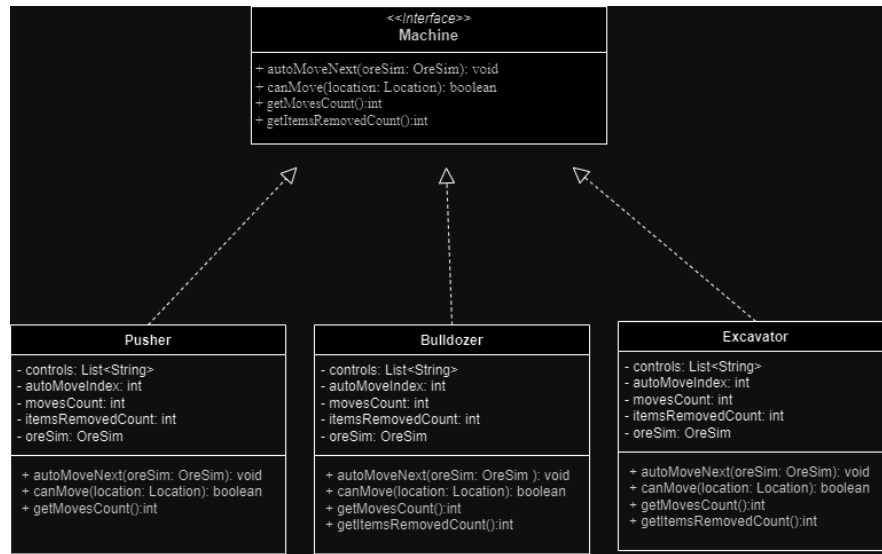 <<Interface>>
Machine
+ autoMoveNext(oreSim: OreSim): void
+ canMove(location: Location): boolean
+ getMovesCount():int
+ getItemsRemovedCount():int
Pusher
- controls: List<String>
- autoMoveIndex: int
- movesCount: int
- itemsRemovedCount: int
- oreSim: OreSim
+ autoMoveNext(oreSim: OreSim): void
+ canMove(location: Location): boolean
+ getMovesCount():int
Bulldozer
- controls: List<String>
- autoMoveIndex: int
- movesCount: int
- itemsRemovedCount: int
- oreSim: OreSim
+ autoMoveNext(oreSim: OreSim ): void
+ canMove(location: Location): boolean
+ getMovesCount():int
+ getItemsRemovedCount():int
Excavator
- controls: List<String>
- autoMoveIndex: int
- movesCount: int
- itemsRemovedCount: int
- oreSim: OreSim
+ autoMoveNext(oreSim: OreSim): void
+ canMove(location: Location): boolean
+ getMovesCount():int
+ getItemsRemovedCount():int